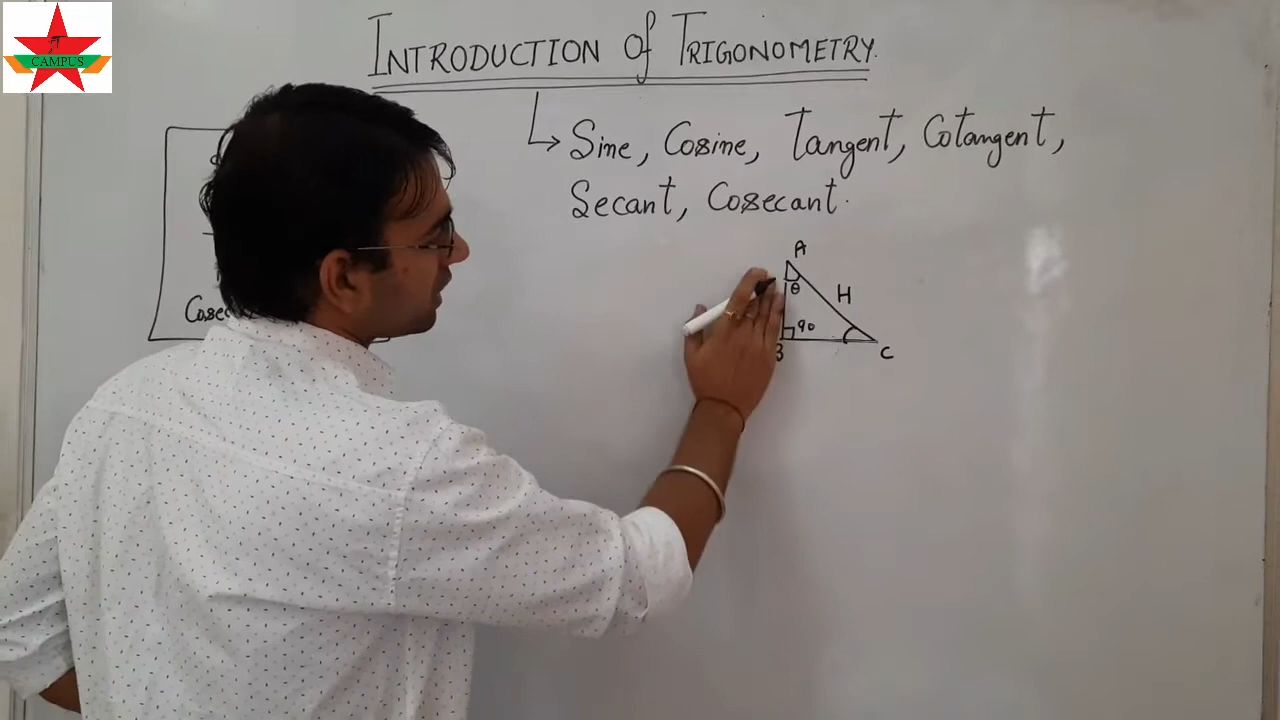 CAMPUS
INTRODUCTION of TRIGONOMETRY.
Sine, Cosine, Tangent, Cotangent,
Secant, Cosecant.
A
θ
H
90
B
C